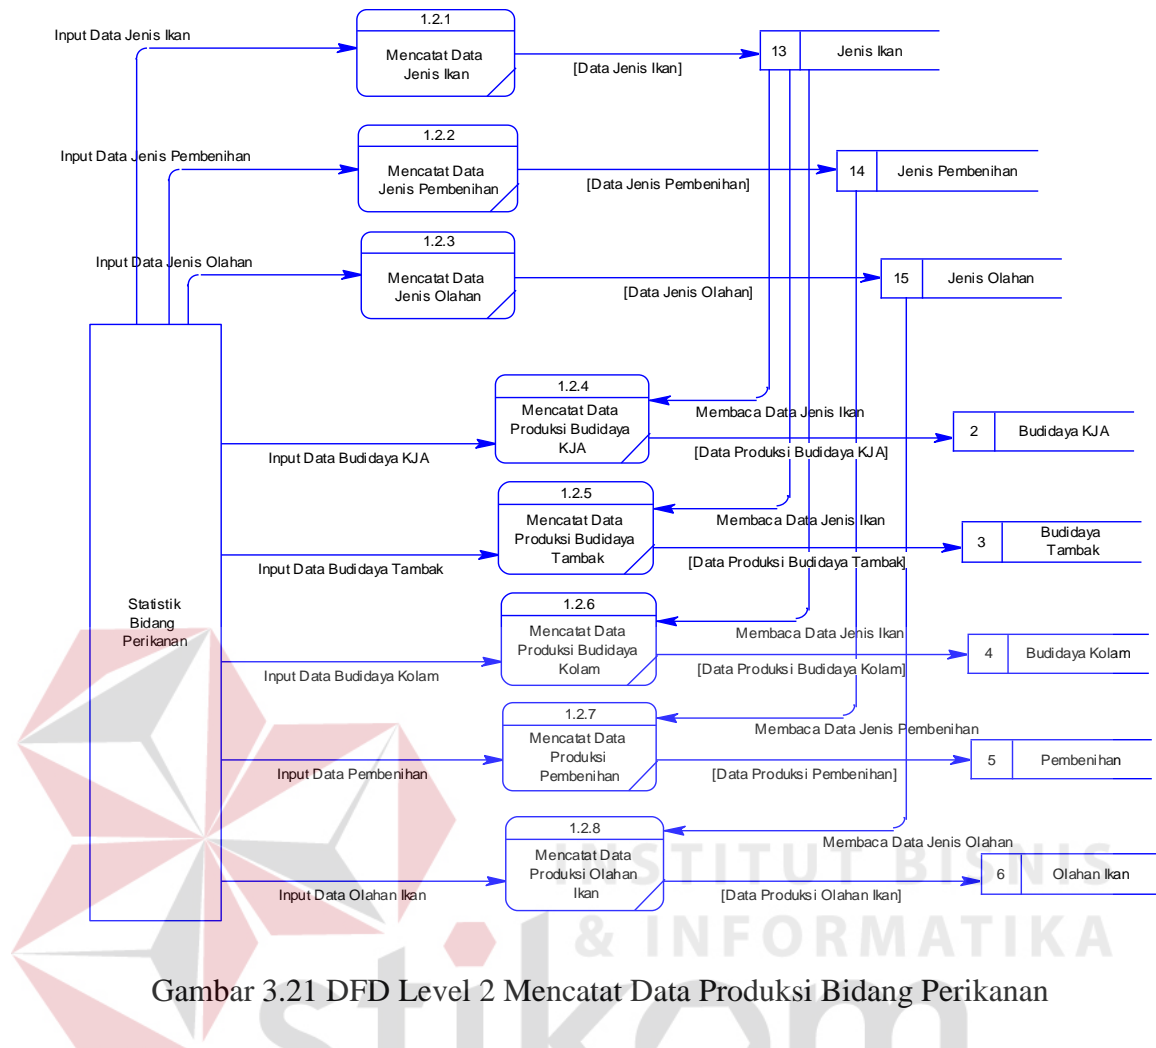 1.2.1
Input Data Jenis Ikan
Mencatat Data
Jenis Ikan
[Data Jenis Ikan]
13
Jenis Ikan
1.2.2
Input Data Jenis Pembenihan
Mencatat Data
Jenis Pembenihan
[Data Jenis Pembenihan]
14
Jenis Pembenihan
1.2.3
Input Data Jenis Olahan
Mencatat Data
Jenis Olahan
[Data Jenis Olahan]
15
Jenis Olahan
Statistik
Bidang
Perikanan
1.2.4
Mencatat Data
Produksi Budidaya
KJA
Input Data Budidaya KJA
Membaca Data Jenis Ikan
[Data Produksi Budidaya KJA]
2
Budidaya KJA
1.2.5
Mencatat Data
Produksi Budidaya
Tambak
Input Data Budidaya Tambak
Membaca Data Jenis Ikan
[Data Produksi Budidaya Tambak]
3
Budidaya
Tambak
1.2.6
Mencatat Data
Produksi Budidaya
Kolam
Input Data Budidaya Kolam
Membaca Data Jenis Ikan
[Data Produksi Budidaya Kolam]
4
Budidaya Kolam
1.2.7
Mencatat Data
Produksi
Pembenihan
Input Data Pembenihan
Membaca Data Jenis Pembenihan
[Data Produksi Pembenihan]
5
Pembenihan
1.2.8
Mencatat Data
Produksi Olahan
Ikan
Input Data Olahan Ikan
Membaca Data Jenis Olahan
[Data Produksi Olahan Ikan]
6
Olahan Ikan
INSTITUT BISNIS
& INFORMATIKA
stikom
Gambar 3.21 DFD Level 2 Mencatat Data Produksi Bidang Perikanan